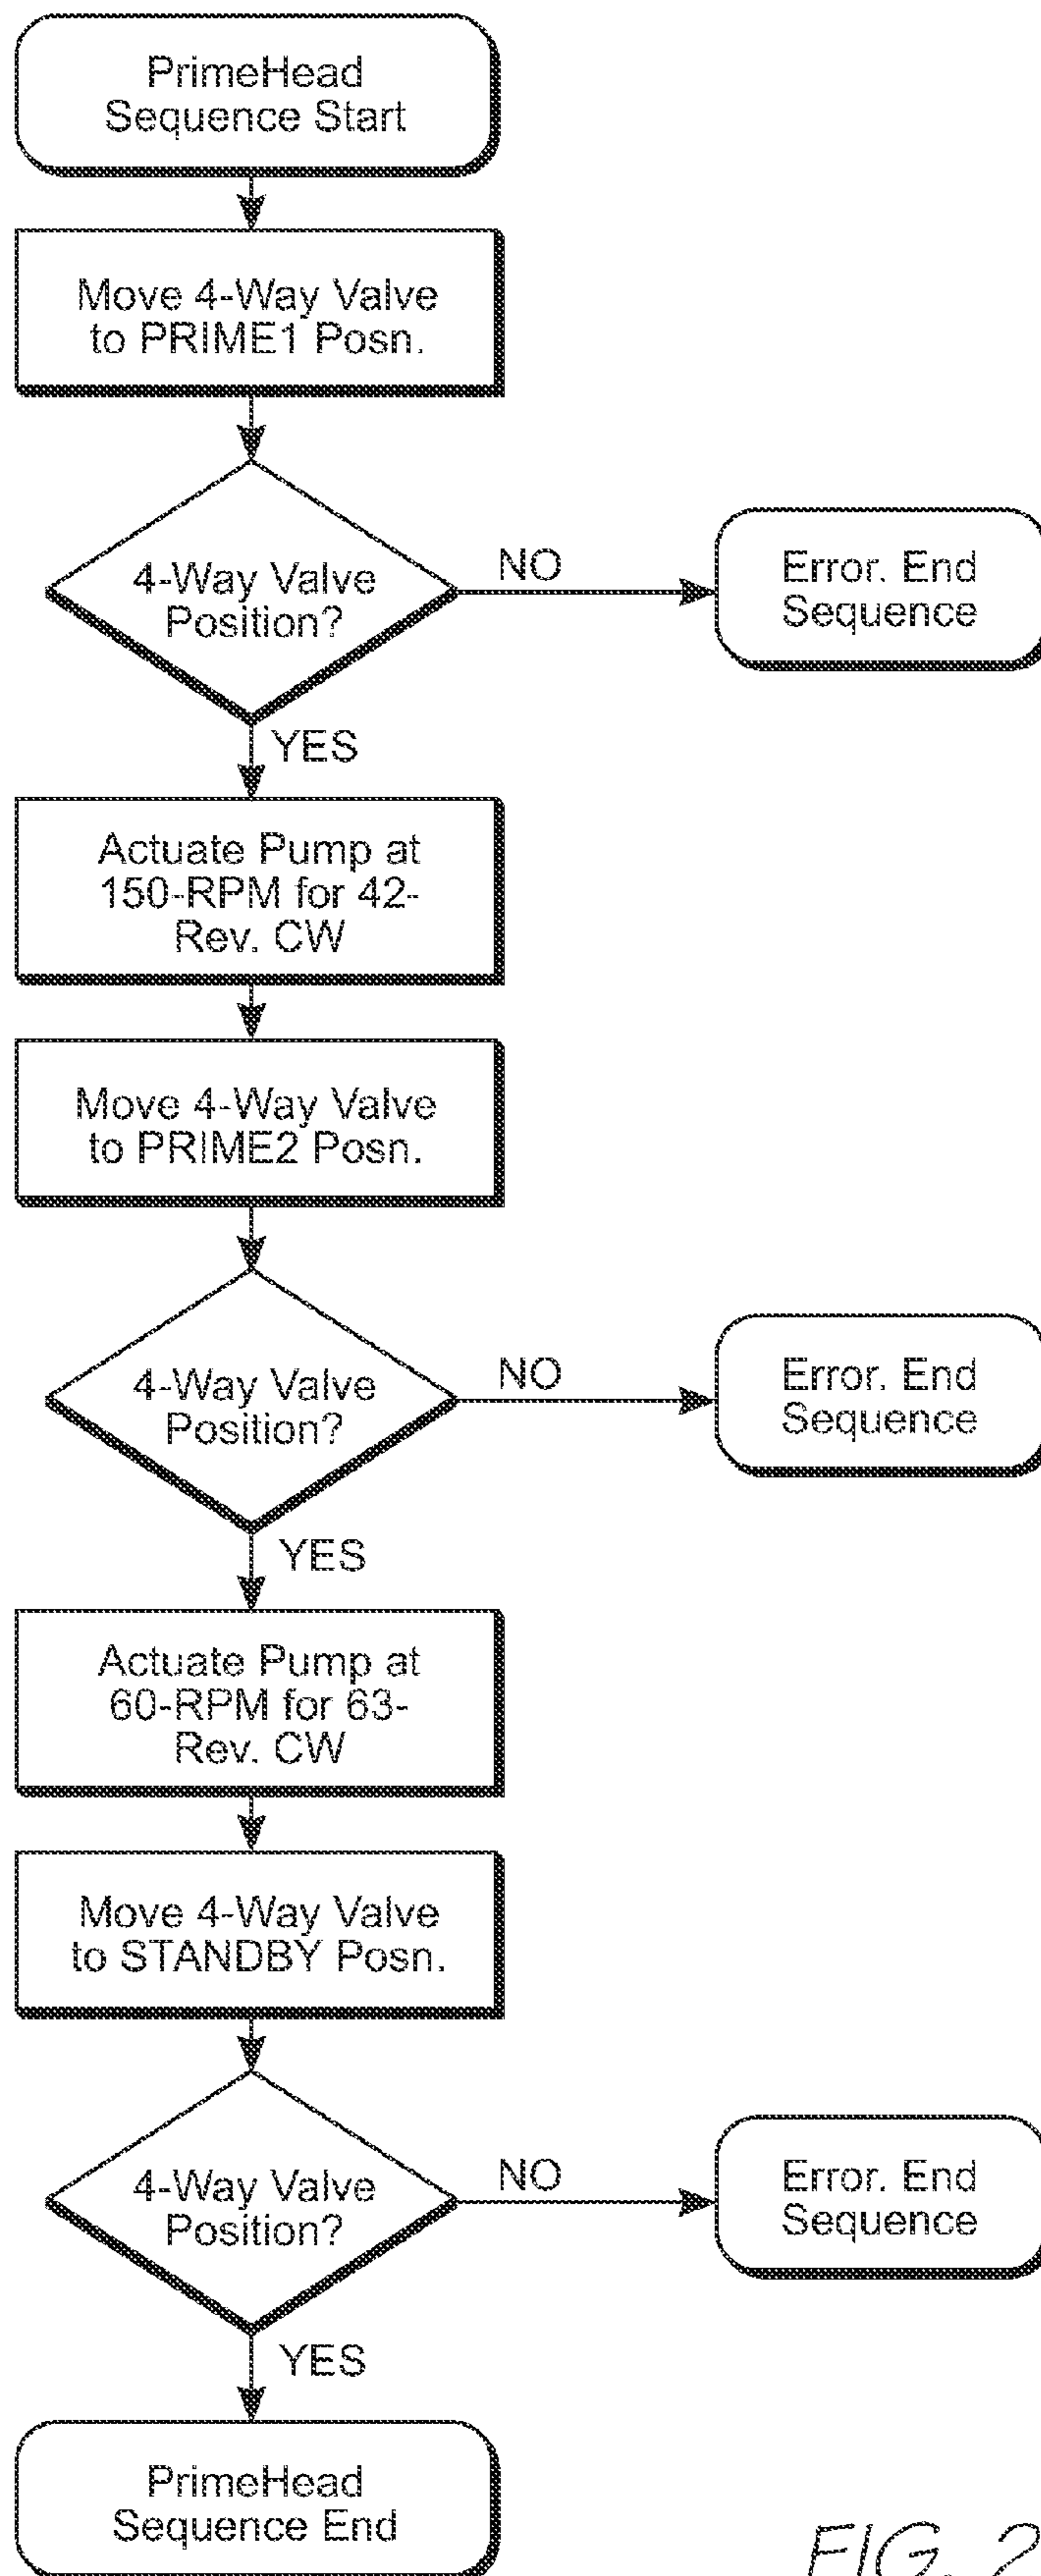 PrimeHead
Sequence Start
Move 4-Way Valve
to PRIME1 Posn.
4-Way Valve
Position?
NO
Error. End
Sequence
YES
Actuate Pump at
150-RPM for 42-
Rev. CW
Move 4-Way Valve
to PRIME2 Posn.
4-Way Valve
Position?
NO
Error. End
Sequence
YES
Actuate Pump at
60-RPM for 63-
Rev. CW
Move 4-Way Valve
to STANDBY Posn.
4-Way Valve
Position?
NO
Error. End
Sequence
YES
PrimeHead
Sequence End
FIG. 2